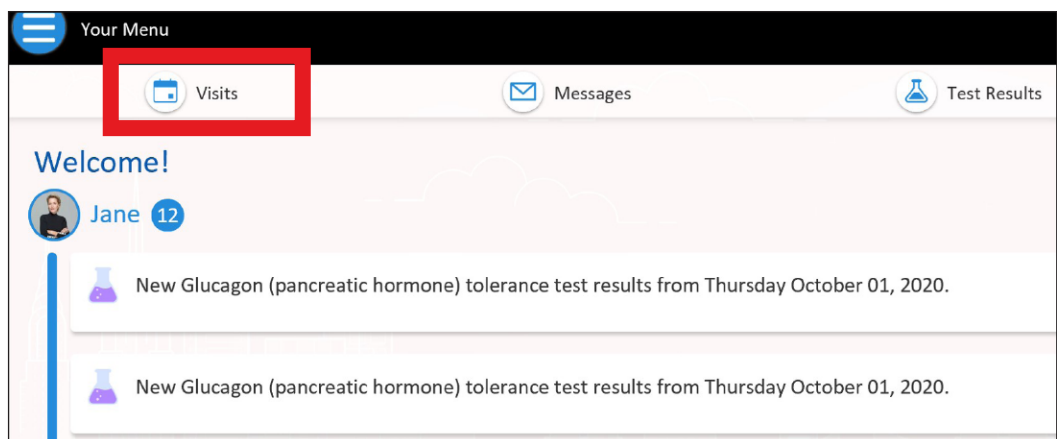 Your Menu
Visits Messages Test Results
Welcome!
Jane 12
New Glucagon (pancreatic hormone) tolerance test results from Thursday October 01, 2020.
New Glucagon (pancreatic hormone) tolerance test results from Thursday October 01, 2020.